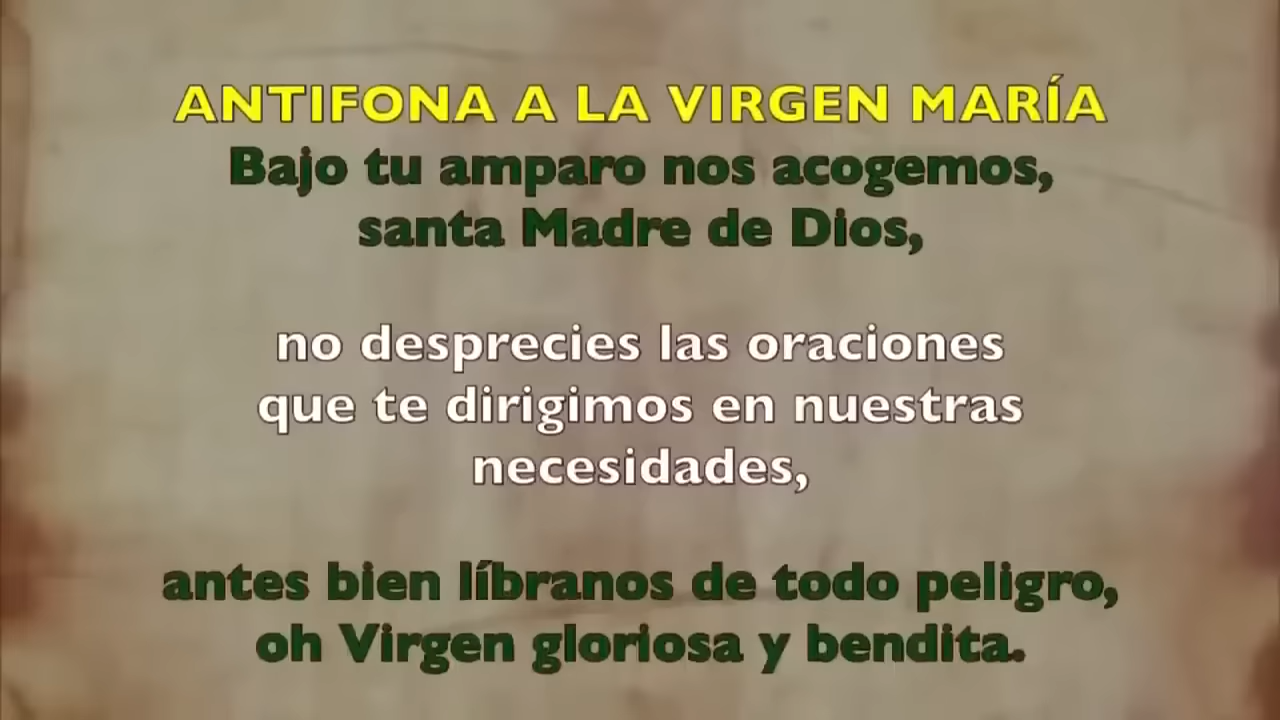 ANTIFONA A LA VIRGEN MARÍA
Bajo tu amparo nos acogemos,
santa Madre de Dios,
no desprecies las oraciones
que te dirigimos en nuestras
necesidades,
antes bien líbranos de todo peligro,
oh Virgen gloriosa y bendita.